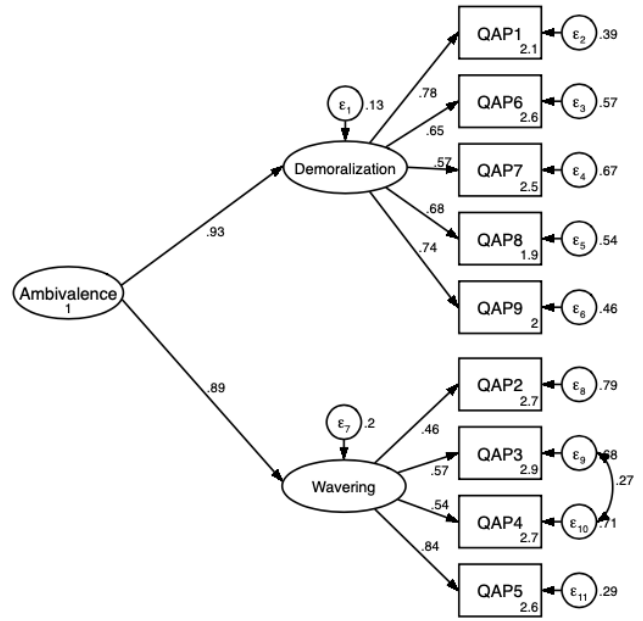 QAP1
2.1
ε2 .39
.78
QAP6
2.6
ε3 .57
ε1 .13
.65
Demoralization
.57
QAP7
2.5
ε4 .67
.68
QAP8
1.9
ε5 .54
.93
.74
Ambivalence
1
QAP9
2
ε6 .46
.89
QAP2
2.7
ε8 .79
ε7 .2
.46
QAP3
2.9
ε9 .68
.57
.27
Wavering
.54
QAP4
2.7
ε10 .71
.84
QAP5
2.6
ε11 .29